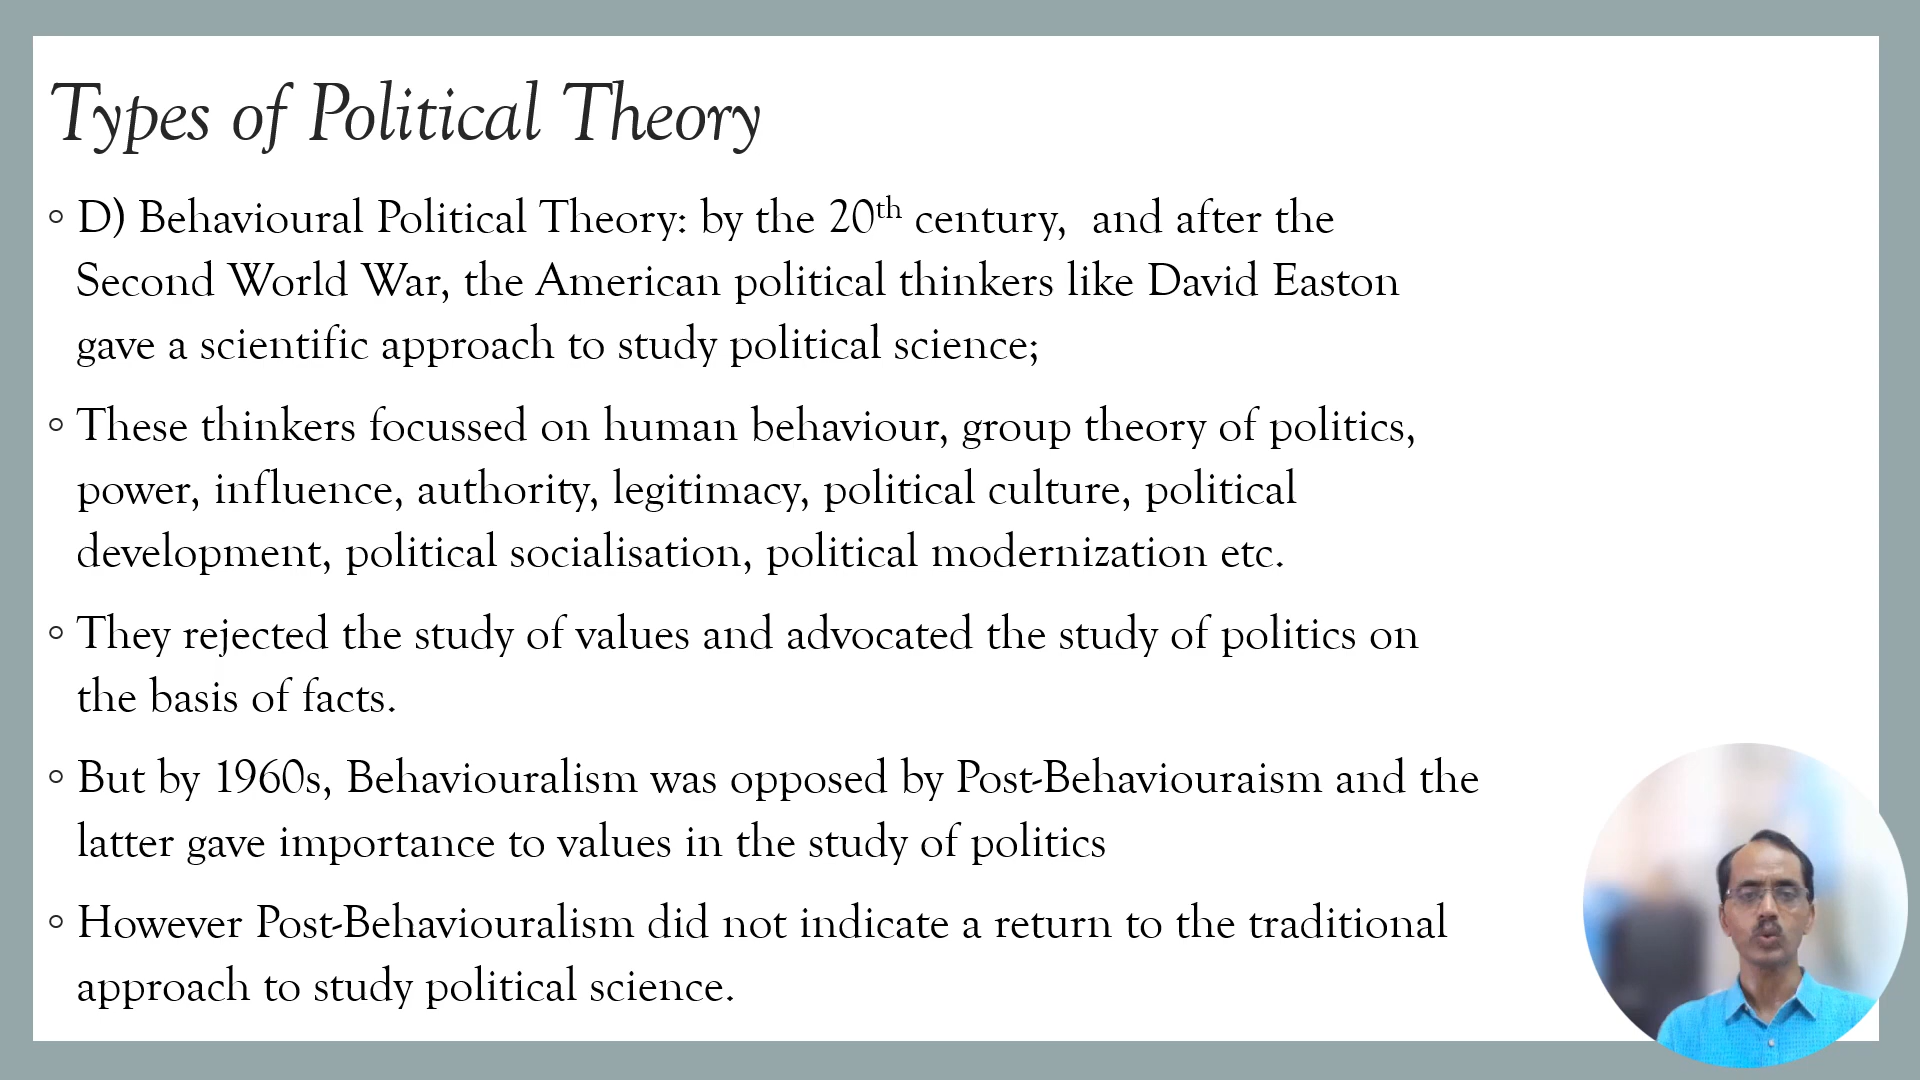 Types of Political Theory
D) Behavioural Political Theory: by the 20th century,  and after the
Second World War, the American political thinkers like David Easton
gave a scientific approach to study political science;
These thinkers focussed on human behaviour, group theory of politics,
power, influence, authority, legitimacy, political culture, political
development, political socialisation, political modernization etc.
They rejected the study of values and advocated the study of politics on
the basis of facts.
But by 1960s, Behaviouralism was opposed by Post-Behaviouraism and the
latter gave importance to values in the study of politics
However Post-Behaviouralism did not indicate a return to the traditional
approach to study political science.